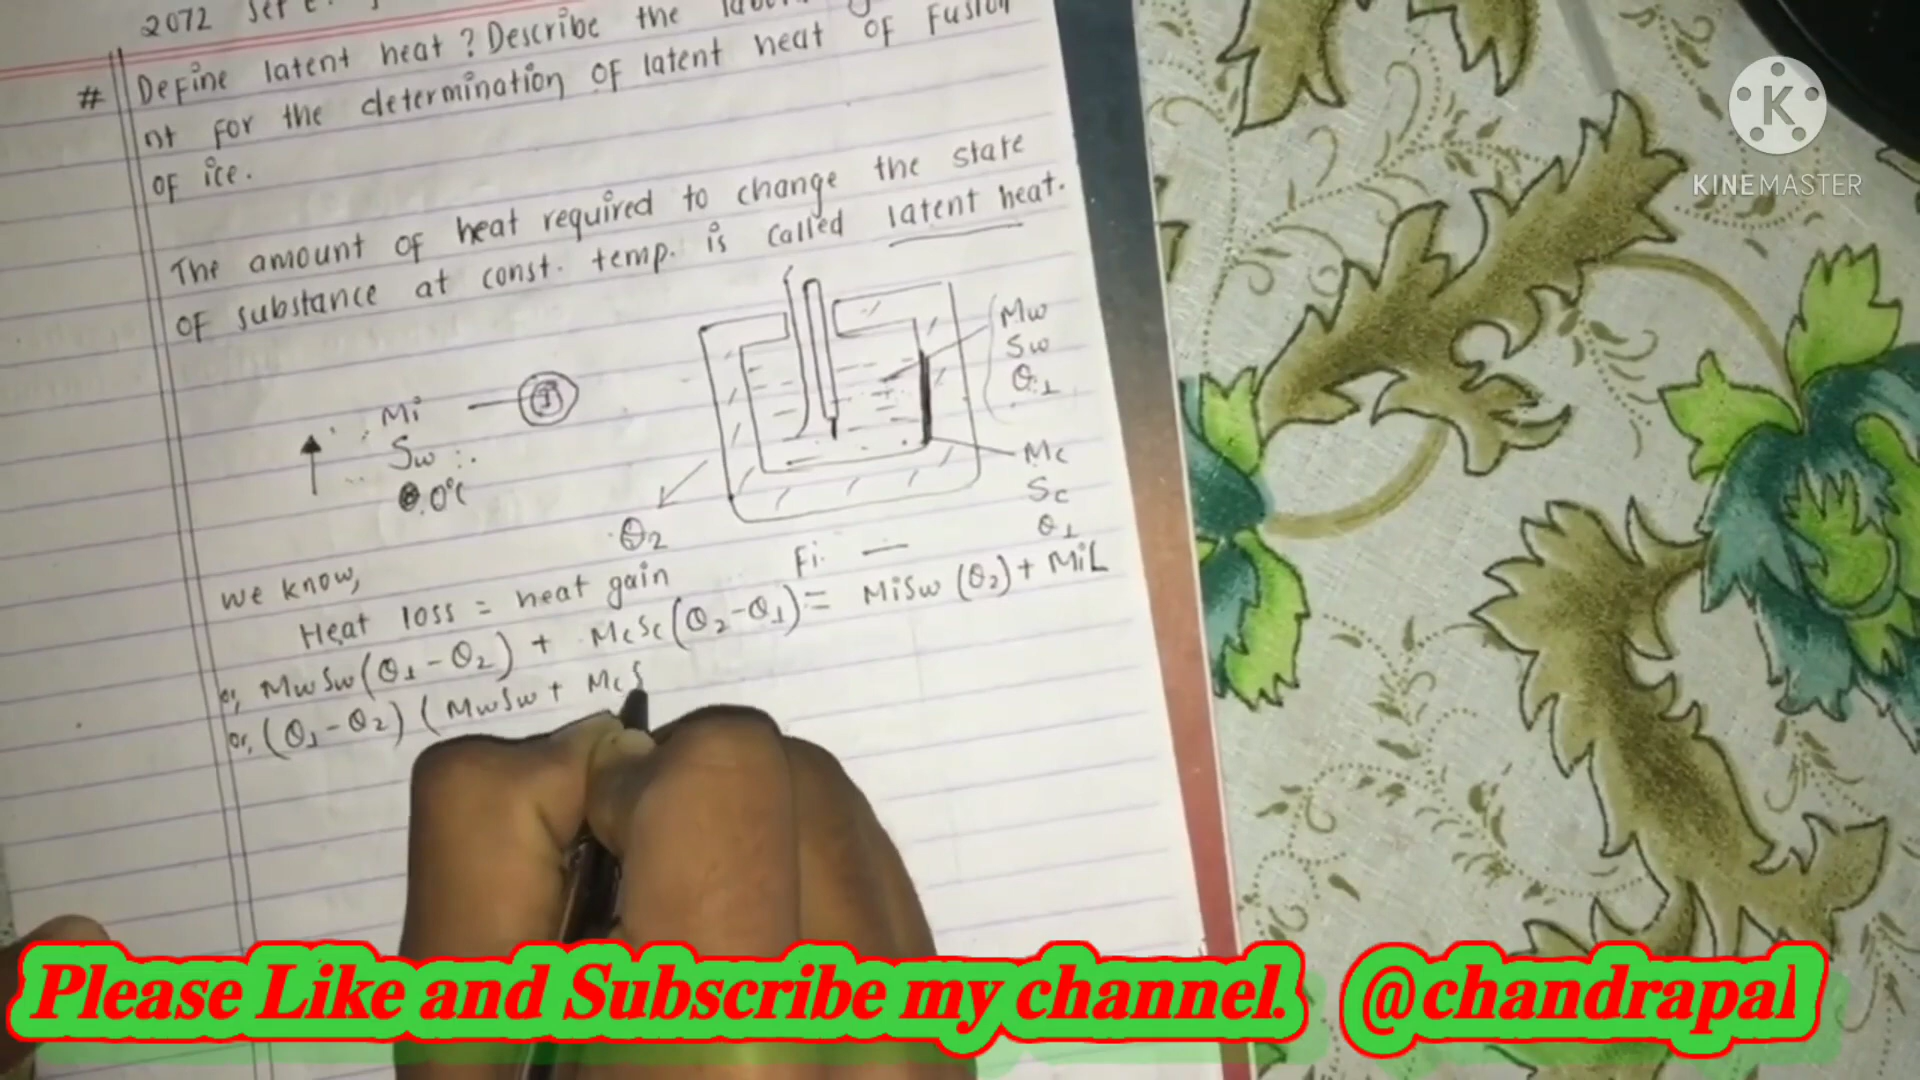 2072
# Define latent heat ? Describe the
nt for the determination of latent heat of fusion
of ice.
The amount of heat required to change the state
of substance at const. temp. is called latent heat.
Mw
Sw
θ1
Mi
Sw
0°C
Mc
Sc
θ1
θ2
Fi.
we know,
Heat loss = heat gain
or, MwSw(θ1-θ2) + McSc(θ2-θ1)= MiSw (θ2)+ MiL
or, (θ1-θ2) ( MwSw + McS
K
KINEMASTER
Please Like and Subscribe my channel. @chandrapal